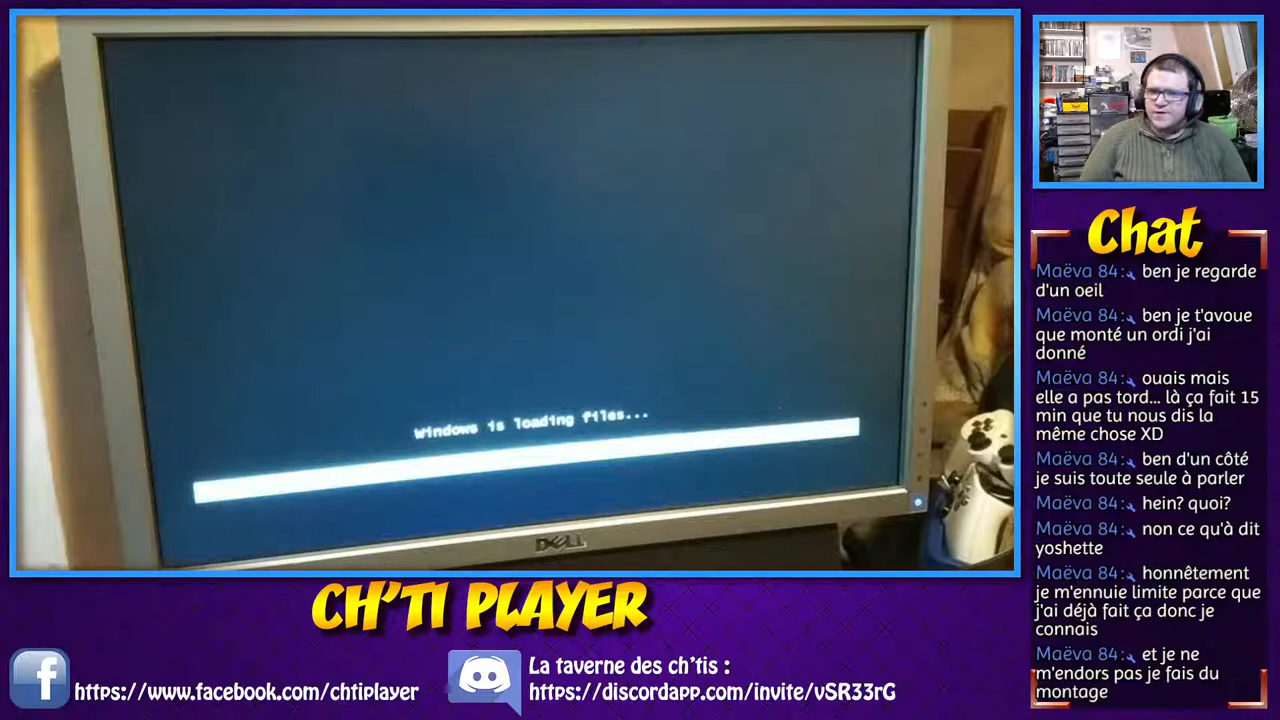 Windows is loading files...
DELL
Chat
Maëva 84: ben je regarde
d'un oeil
Maëva 84: ben je t'avoue
que monté un ordi j'ai
donné
Maëva 84: ouais mais
elle a pas tord... là ça fait 15
min que tu nous dis la
même chose XD
Maëva 84: ben d'un côté
je suis toute seule à parler
Maëva 84: hein? quoi?
Maëva 84: non ce qu'à dit
yoshette
Maëva 84: honnêtement
je m'ennuie limite parce que
j'ai déjà fait ça donc je
connais
Maëva 84: et je ne
m'endors pas je fais du
montage
CH'TI PLAYER
https://www.facebook.com/chtiplayer
La taverne des ch'tis :
https://discordapp.com/invite/vSR33rG